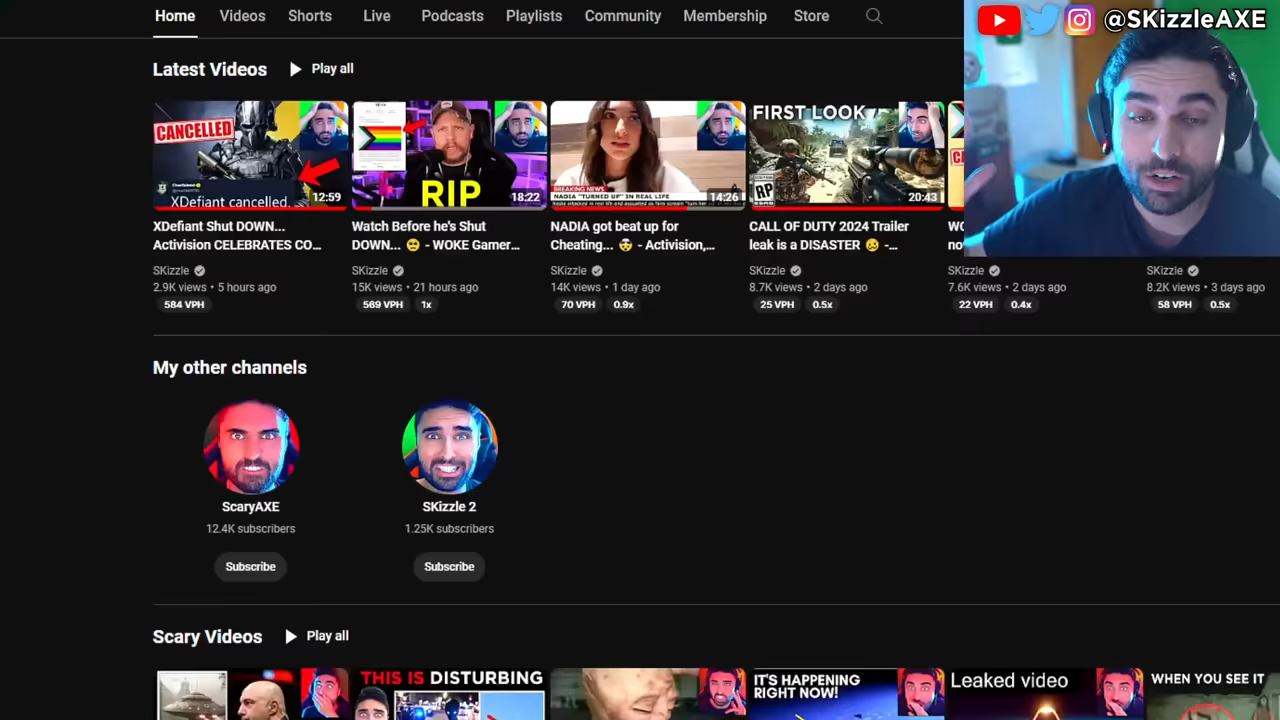 Home Videos Shorts Live Podcasts Playlists Community Membership Store
@SKizzleAXE
Latest Videos Play all
CANCELLED
XDefiant cancelled.
12:59
RIP
18:22
BREAKING NEWS
NADIA "TURNED UP" IN REAL LIFE
14:26
FIRST LOOK
RP
20:43
XDefiant Shut DOWN...
Activision CELEBRATES CO...
SKizzle
2.9K views • 5 hours ago
584 VPH
Watch Before he's Shut
DOWN... 😔 - WOKE Gamer...
SKizzle
15K views • 21 hours ago
569 VPH 1x
NADIA got beat up for
Cheating... 🤯 - Activision,...
SKizzle
14K views • 1 day ago
70 VPH 0.9x
CALL OF DUTY 2024 Trailer
leak is a DISASTER 😢 -...
SKizzle
8.7K views • 2 days ago
25 VPH 0.5x
SKizzle
7.6K views • 2 days ago
22 VPH 0.4x
SKizzle
8.2K views • 3 days ago
58 VPH 0.5x
My other channels
ScaryAXE
12.4K subscribers
Subscribe
SKizzle 2
1.25K subscribers
Subscribe
Scary Videos Play all
THIS IS DISTURBING
IT'S HAPPENING
RIGHT NOW!
Leaked video
WHEN YOU SEE IT